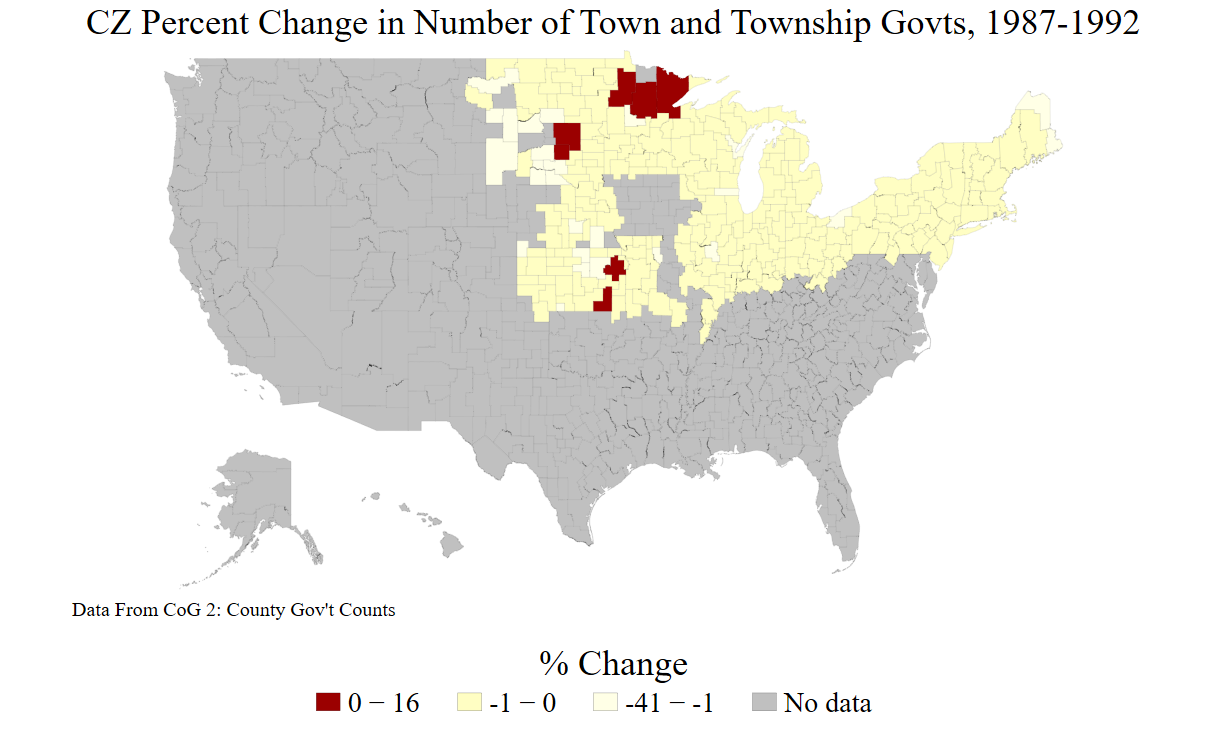 CZ Percent Change in Number of Town and Township Govts, 1987-1992
Data From CoG 2: County Gov't Counts
% Change
0 − 16 -1 − 0 -41 − -1 No data